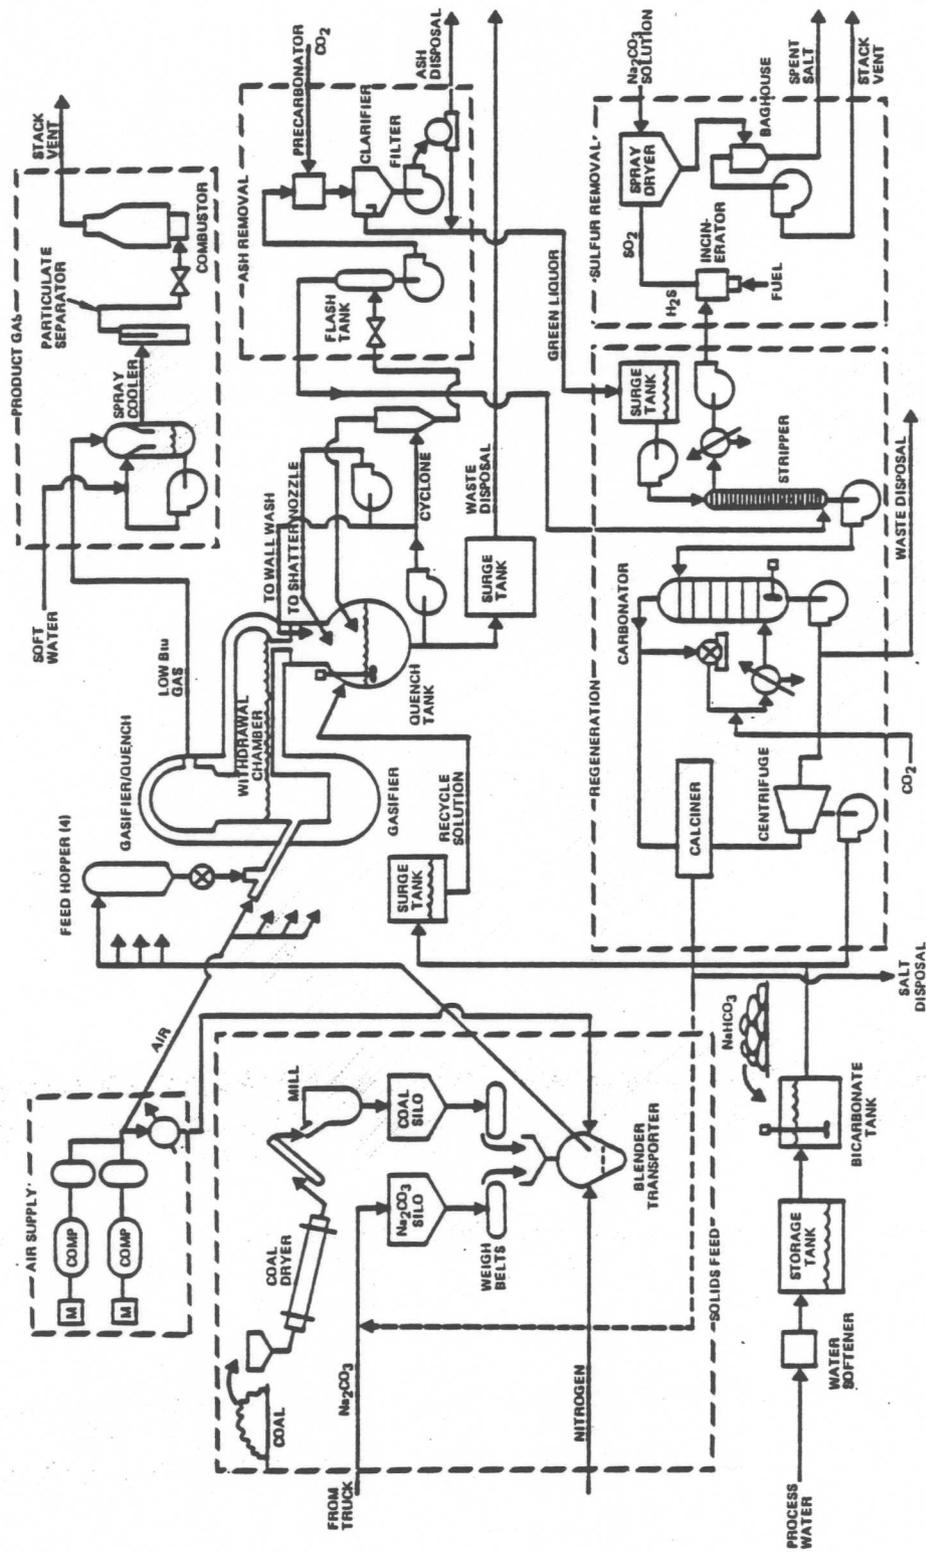 AIR SUPPLY
M
COMP
M
COMP
AIR
FEED HOPPER (4)
GASIFIER/QUENCH
WITHDRAWAL
CHAMBER
GASIFIER
LOW Btu
GAS
SOFT
WATER
PRODUCT GAS
SPRAY
COOLER
PARTICULATE
SEPARATOR
COMBUSTOR
STACK
VENT
COAL
COAL
DRYER
MILL
COAL
SILO
Na2CO3
SILO
WEIGH
BELTS
BLENDER
TRANSPORTER
SOLIDS FEED
FROM
TRUCK
Na2CO3
NITROGEN
SURGE
TANK
RECYCLE
SOLUTION
QUENCH
TANK
TO WALL WASH
TO SHATTER NOZZLE
CYCLONE
SURGE
TANK
WASTE
DISPOSAL
ASH REMOVAL
FLASH
TANK
PRECARBONATOR
CO2
CLARIFIER
FILTER
ASH
DISPOSAL
GREEN LIQUOR
REGENERATION
CALCINER
CENTRIFUGE
CARBONATOR
CO2
SURGE
TANK
STRIPPER
WASTE DISPOSAL
SULFUR REMOVAL
H2S
INCIN-
ERATOR
FUEL
SO2
SPRAY
DRYER
Na2CO3
SOLUTION
BAGHOUSE
SPENT
SALT
STACK
VENT
PROCESS
WATER
WATER
SOFTENER
STORAGE
TANK
BICARBONATE
TANK
NaHCO3
SALT
DISPOSAL